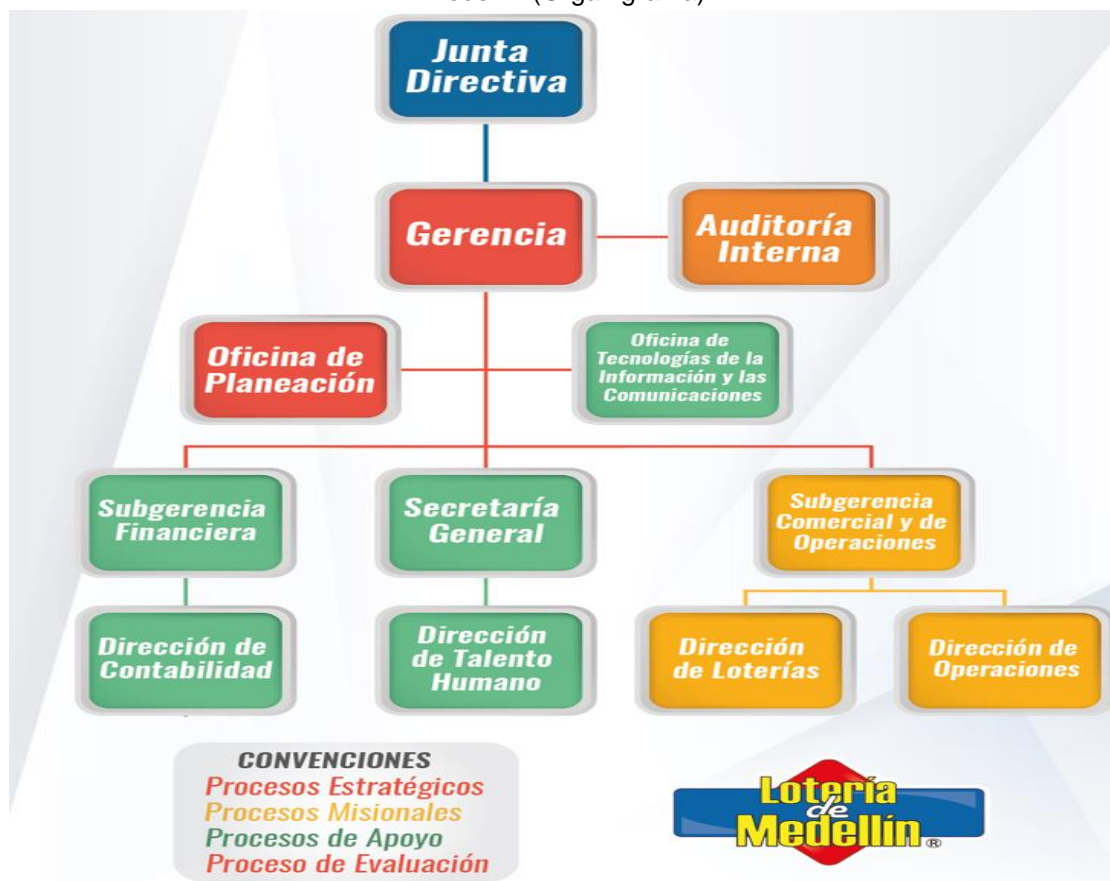 Junta
Directiva
Gerencia
Auditoría
Interna
Oficina de
Planeación
Oficina de
Tecnologías de la
Información y las
Comunicaciones
Subgerencia
Financiera
Secretaría
General
Subgerencia
Comercial y de
Operaciones
Dirección de
Contabilidad
Dirección
de Talento
Humano
Dirección
de Loterías
Dirección de
Operaciones
CONVENCIONES
Procesos Estratégicos
Procesos Misionales
Procesos de Apoyo
Proceso de Evaluación
Lotería
de
Medellín®